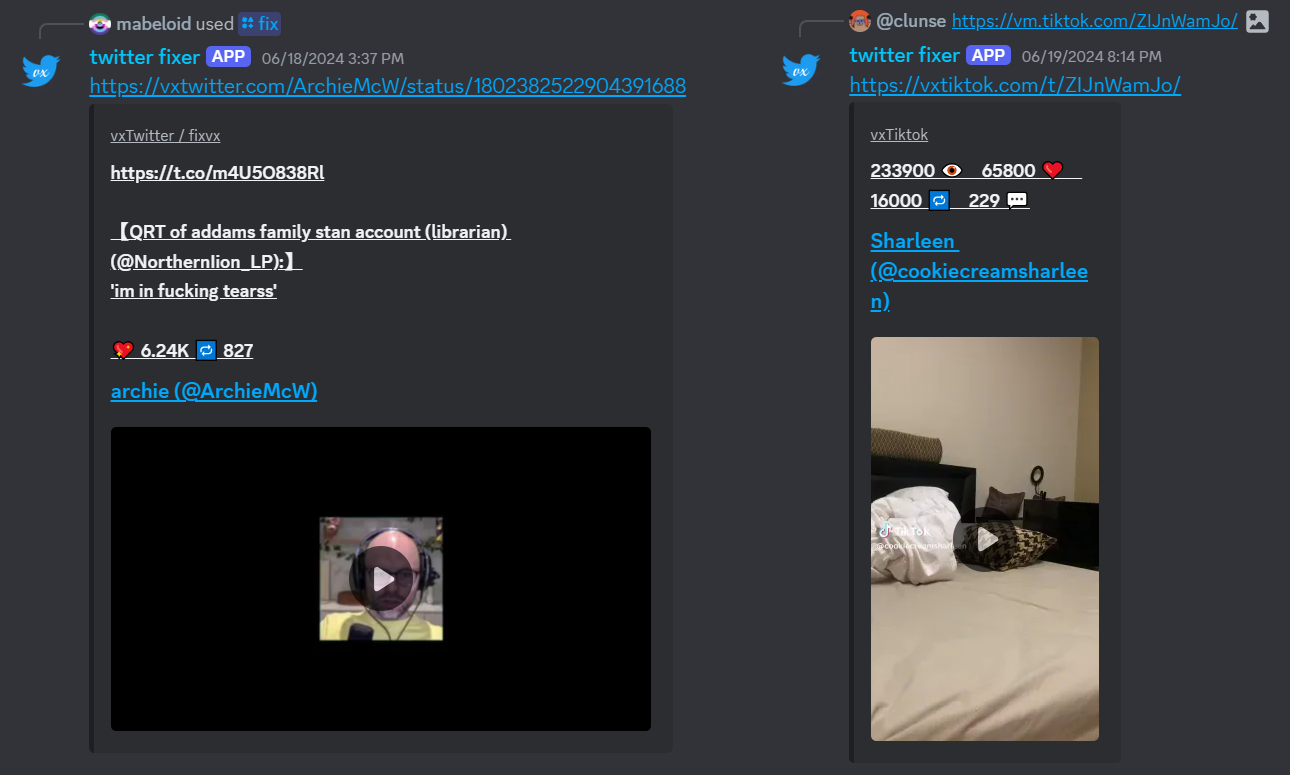 mabeloid used fix
twitter fixer APP 06/18/2024 3:37 PM
https://vxtwitter.com/ArchieMcW/status/1802382522904391688
vxTwitter / fixvx
https://t.co/m4U5O838Rl
【QRT of addams family stan account (librarian)
(@NorthernIion_LP):】
'im in fucking tearss'
💖 6.24K 🔁 827
archie (@ArchieMcW)
@clunse https://vm.tiktok.com/ZIJnWamJo/
twitter fixer APP 06/19/2024 8:14 PM
https://vxtiktok.com/t/ZIJnWamJo/
vxTiktok
233900 👁️ 65800 ❤️
16000 🔁 229 💬
Sharleen
(@cookiecreamsharlee
n)
TikTok
@cookiecreamsharleen
vx
vx